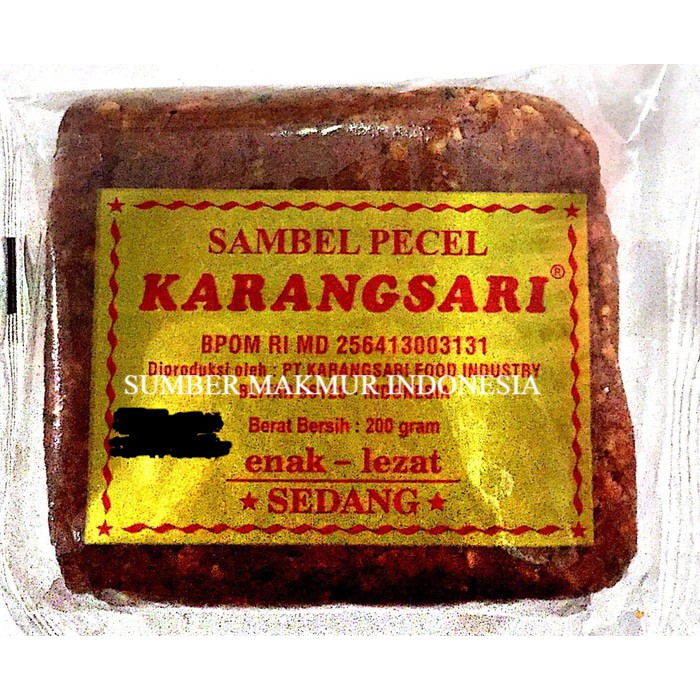 SAMBEL PECEL
KARANGSARI®
BPOM RI MD 256413003131
Diproduksi oleh : PT KARANGSARI FOOD INDUSTRY
SUMBER MAKMUR INDONESIA
INDONESIA
Berat Bersih : 200 gram
enak – lezat
★ SEDANG ★